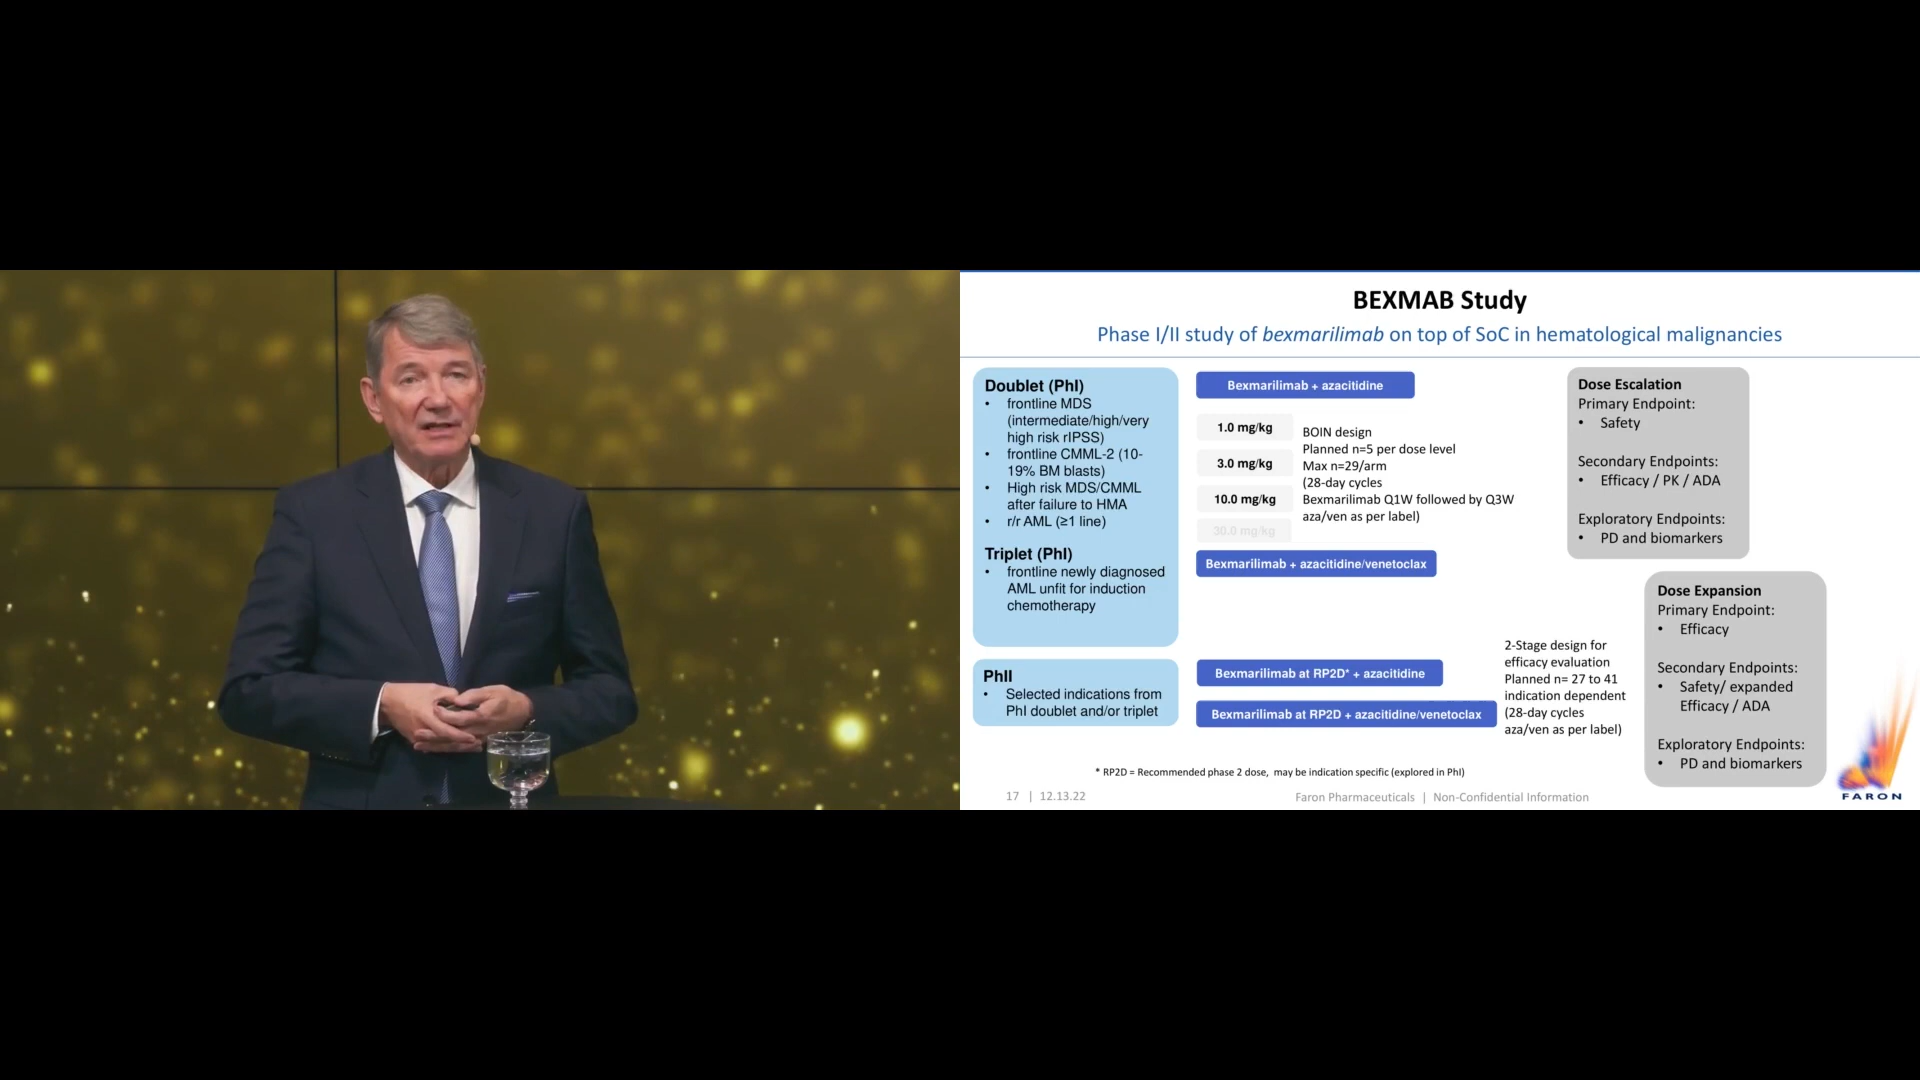 BEXMAB Study
Phase I/II study of bexmarilimab on top of SoC in hematological malignancies
Doublet (PhI)
• frontline MDS
(intermediate/high/very
high risk rIPSS)
• frontline CMML-2 (10-
19% BM blasts)
• High risk MDS/CMML
after failure to HMA
• r/r AML (≥1 line)
Triplet (PhI)
• frontline newly diagnosed
AML unfit for induction
chemotherapy
Bexmarilimab + azacitidine
1.0 mg/kg
3.0 mg/kg
10.0 mg/kg
30.0 mg/kg
BOIN design
Planned n=5 per dose level
Max n=29/arm
(28-day cycles
Bexmarilimab Q1W followed by Q3W
aza/ven as per label)
Bexmarilimab + azacitidine/venetoclax
Dose Escalation
Primary Endpoint:
• Safety
Secondary Endpoints:
• Efficacy / PK / ADA
Exploratory Endpoints:
• PD and biomarkers
PhII
• Selected indications from
PhI doublet and/or triplet
Bexmarilimab at RP2D* + azacitidine
Bexmarilimab at RP2D + azacitidine/venetoclax
2-Stage design for
efficacy evaluation
Planned n= 27 to 41
indication dependent
(28-day cycles
aza/ven as per label)
Dose Expansion
Primary Endpoint:
• Efficacy
Secondary Endpoints:
• Safety/ expanded
Efficacy / ADA
Exploratory Endpoints:
• PD and biomarkers
* RP2D = Recommended phase 2 dose, may be indication specific (explored in PhI)
17 | 12.13.22
Faron Pharmaceuticals | Non-Confidential Information
FARON